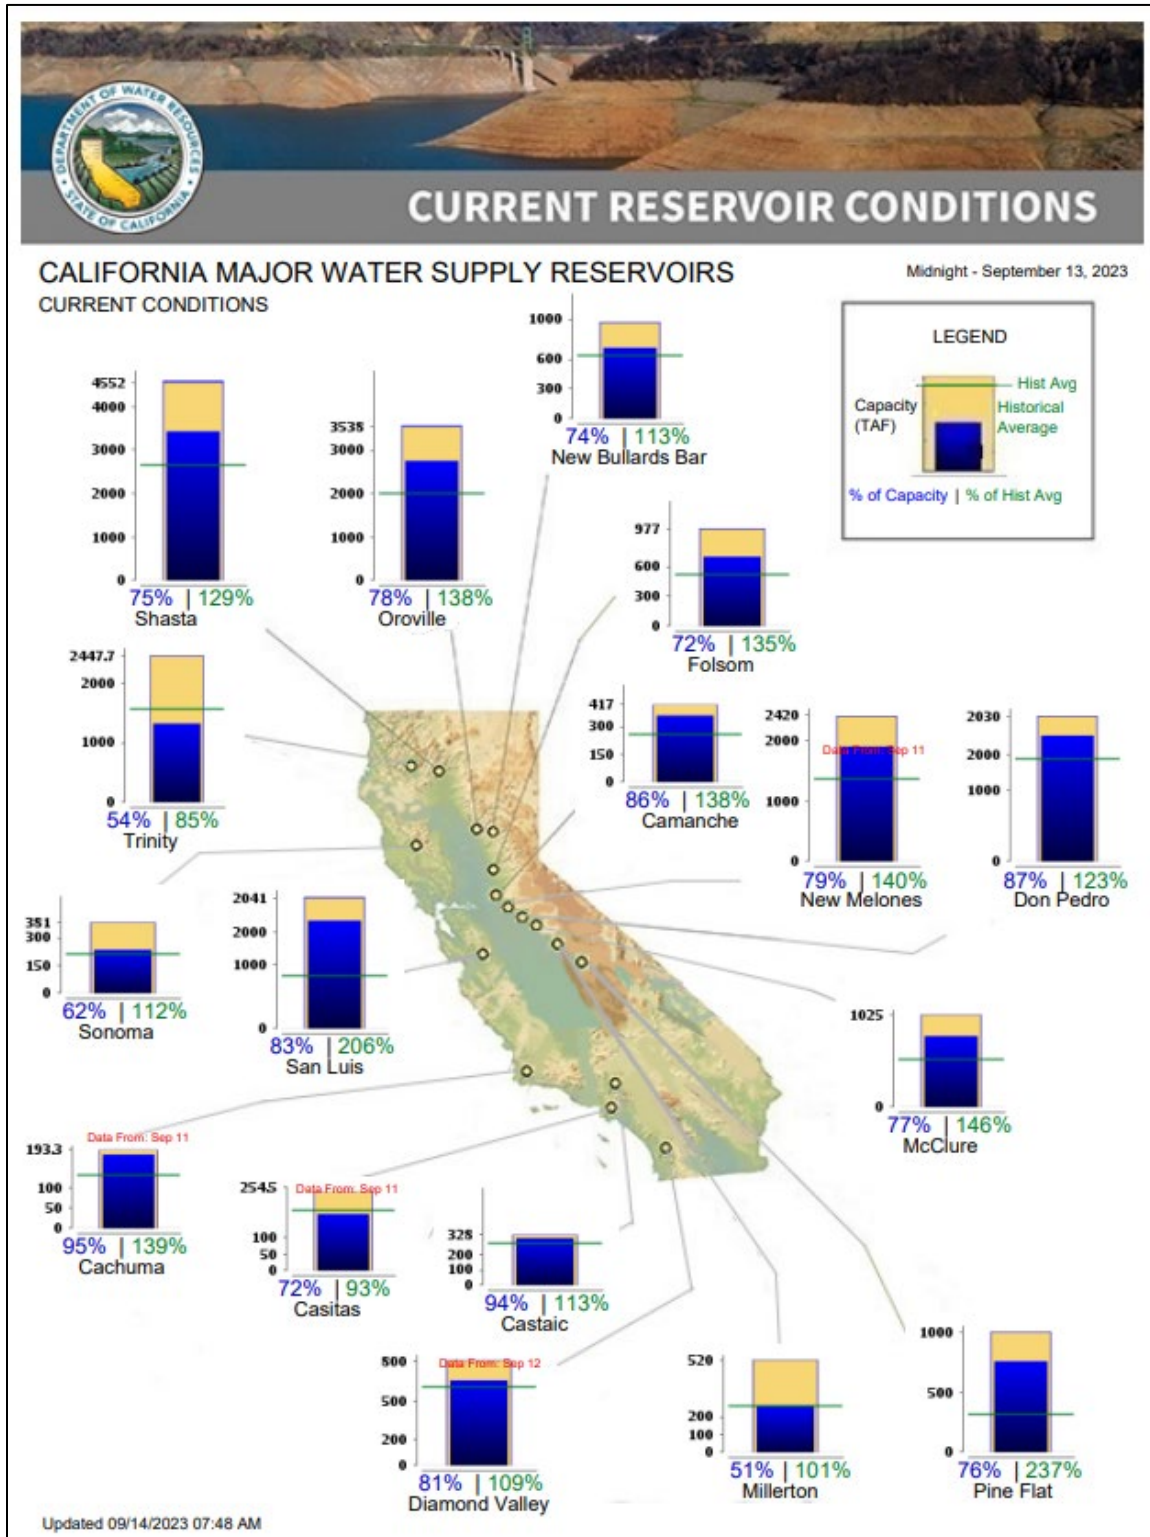 DEPARTMENT OF WATER RESOURCES
STATE OF CALIFORNIA
CURRENT RESERVOIR CONDITIONS
CALIFORNIA MAJOR WATER SUPPLY RESERVOIRS
Midnight - September 13, 2023
CURRENT CONDITIONS
LEGEND
Hist Avg
Capacity
(TAF)
Historical
Average
% of Capacity | % of Hist Avg
4552
4000
3000
2000
1000
0
75% | 129%
Shasta
3538
3000
2000
1000
0
78% | 138%
Oroville
1000
600
300
0
74% | 113%
New Bullards Bar
977
600
300
0
72% | 135%
Folsom
2447.7
2000
1000
0
54% | 85%
Trinity
417
300
150
0
86% | 138%
Camanche
2420
2000
Data From: Sep 11
1000
0
79% | 140%
New Melones
2030
2000
1000
0
87% | 123%
Don Pedro
381
300
150
0
62% | 112%
Sonoma
2041
2000
1000
0
83% | 206%
San Luis
1025
0
77% | 146%
McClure
Data From: Sep 11
193.3
100
50
0
95% | 139%
Cachuma
254.5
Data From: Sep 11
100
50
0
72% | 93%
Casitas
328
200
100
0
94% | 113%
Castaic
800
Data From: Sep 12
500
200
0
81% | 109%
Diamond Valley
520
200
100
0
51% | 101%
Millerton
1000
500
0
76% | 237%
Pine Flat
Updated 09/14/2023 07:48 AM